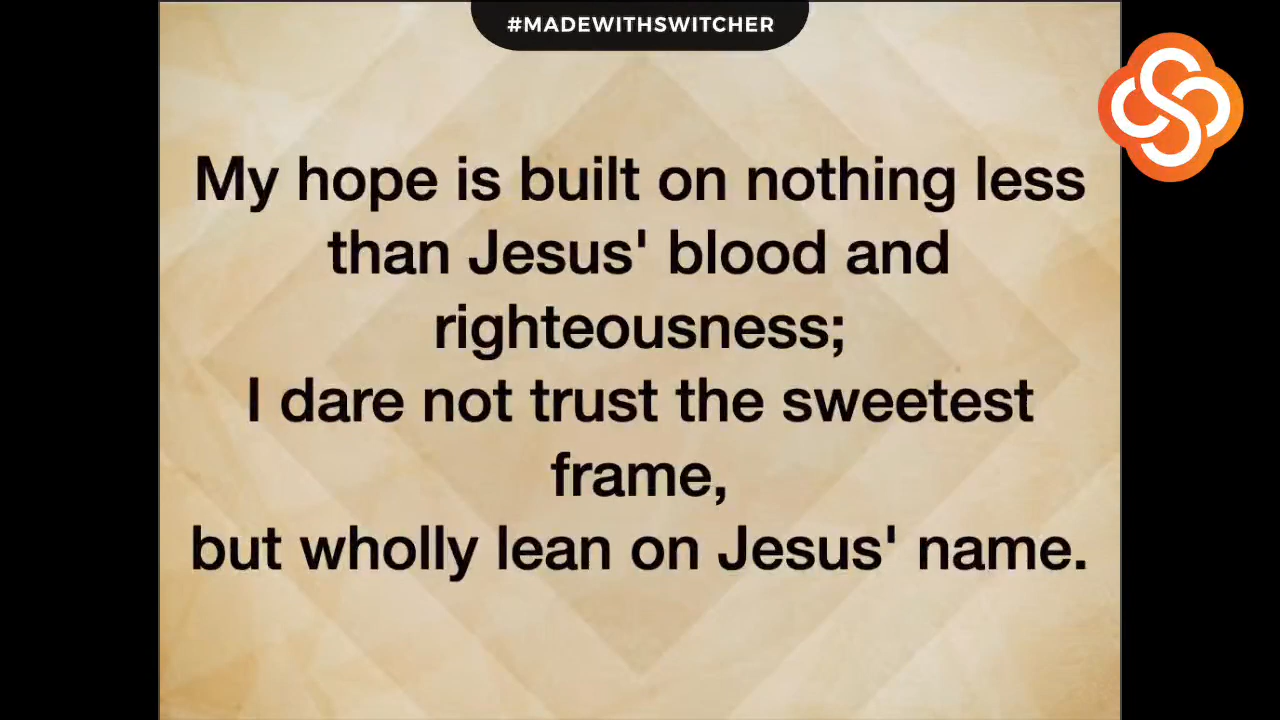 #MADEWITHSWITCHER
My hope is built on nothing less
than Jesus' blood and
righteousness;
I dare not trust the sweetest
frame,
but wholly lean on Jesus' name.